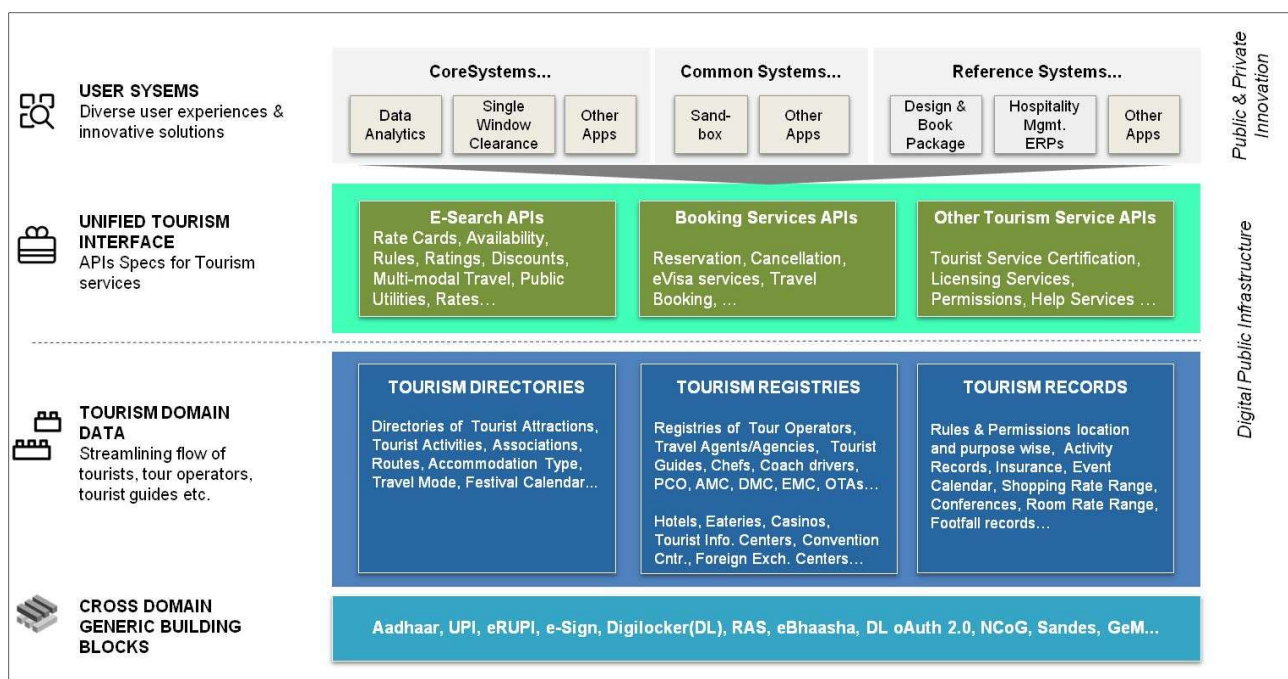 USER SYSEMS
Diverse user experiences &
innovative solutions
CoreSystems...
Data
Analytics
Single
Window
Clearance
Other
Apps
Common Systems...
Sand-
box
Other
Apps
Reference Systems...
Design &
Book
Package
Hospitality
Mgmt.
ERPs
Other
Apps
Public & Private
Innovation
UNIFIED TOURISM
INTERFACE
APIs Specs for Tourism
services
E-Search APIs
Rate Cards, Availability,
Rules, Ratings, Discounts,
Multi-modal Travel, Public
Utilities, Rates…
Booking Services APIs
Reservation, Cancellation,
eVisa services, Travel
Booking, ...
Other Tourism Service APIs
Tourist Service Certification,
Licensing Services,
Permissions, Help Services ...
Digital Public Infrastructure
TOURISM DOMAIN
DATA
Streamlining flow of
tourists, tour operators,
tourist guides etc.
TOURISM DIRECTORIES
Directories of Tourist Attractions,
Tourist Activities, Associations,
Routes, Accommodation Type,
Travel Mode, Festival Calendar...
TOURISM REGISTRIES
Registries of Tour Operators,
Travel Agents/Agencies, Tourist
Guides, Chefs, Coach drivers,
PCO, AMC, DMC, EMC, OTAs...
Hotels, Eateries, Casinos,
Tourist Info. Centers, Convention
Cntr., Foreign Exch. Centers...
TOURISM RECORDS
Rules & Permissions location
and purpose wise, Activity
Records, Insurance, Event
Calendar, Shopping Rate Range,
Conferences, Room Rate Range,
Footfall records...
CROSS DOMAIN
GENERIC BUILDING
BLOCKS
Aadhaar, UPI, eRUPI, e-Sign, Digilocker(DL), RAS, eBhaasha, DL oAuth 2.0, NCoG, Sandes, GeM...